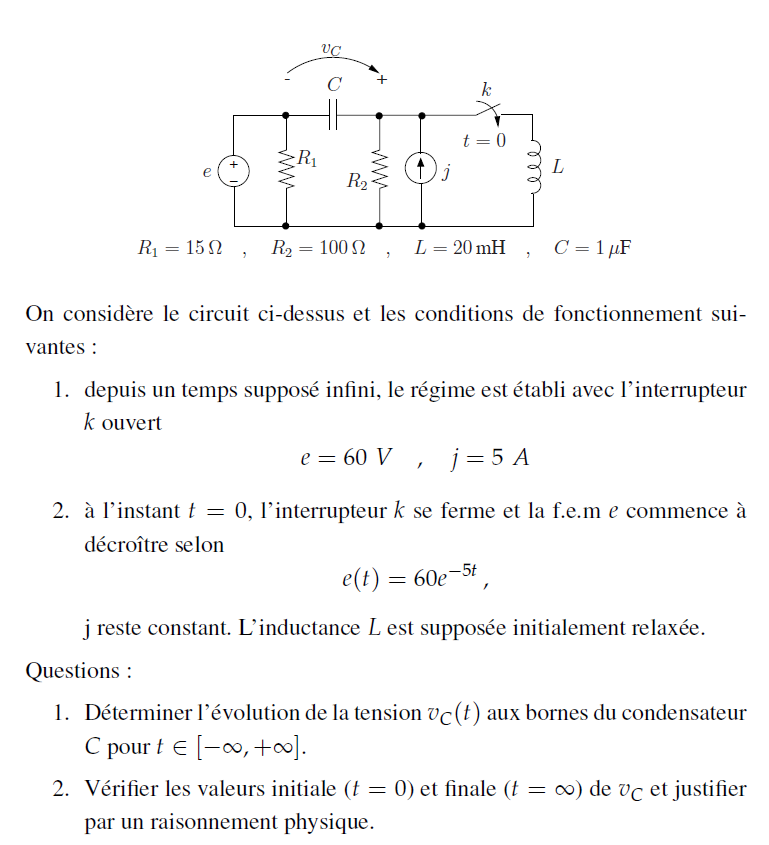 v_C
- +
C
k
t = 0
e + − R₁ R₂ j L
R₁ = 15 Ω , R₂ = 100 Ω , L = 20 mH , C = 1 μF
On considère le circuit ci-dessus et les conditions de fonctionnement sui-
vantes :
1. depuis un temps supposé infini, le régime est établi avec l'interrupteur
k ouvert
e = 60 V , j = 5 A
2. à l'instant t = 0, l'interrupteur k se ferme et la f.e.m e commence à
décroître selon
e(t) = 60e^{−5t} ,
j reste constant. L'inductance L est supposée initialement relaxée.
Questions :
1. Déterminer l'évolution de la tension v_C(t) aux bornes du condensateur
C pour t ∈ [−∞, +∞].
2. Vérifier les valeurs initiale (t = 0) et finale (t = ∞) de v_C et justifier
par un raisonnement physique.